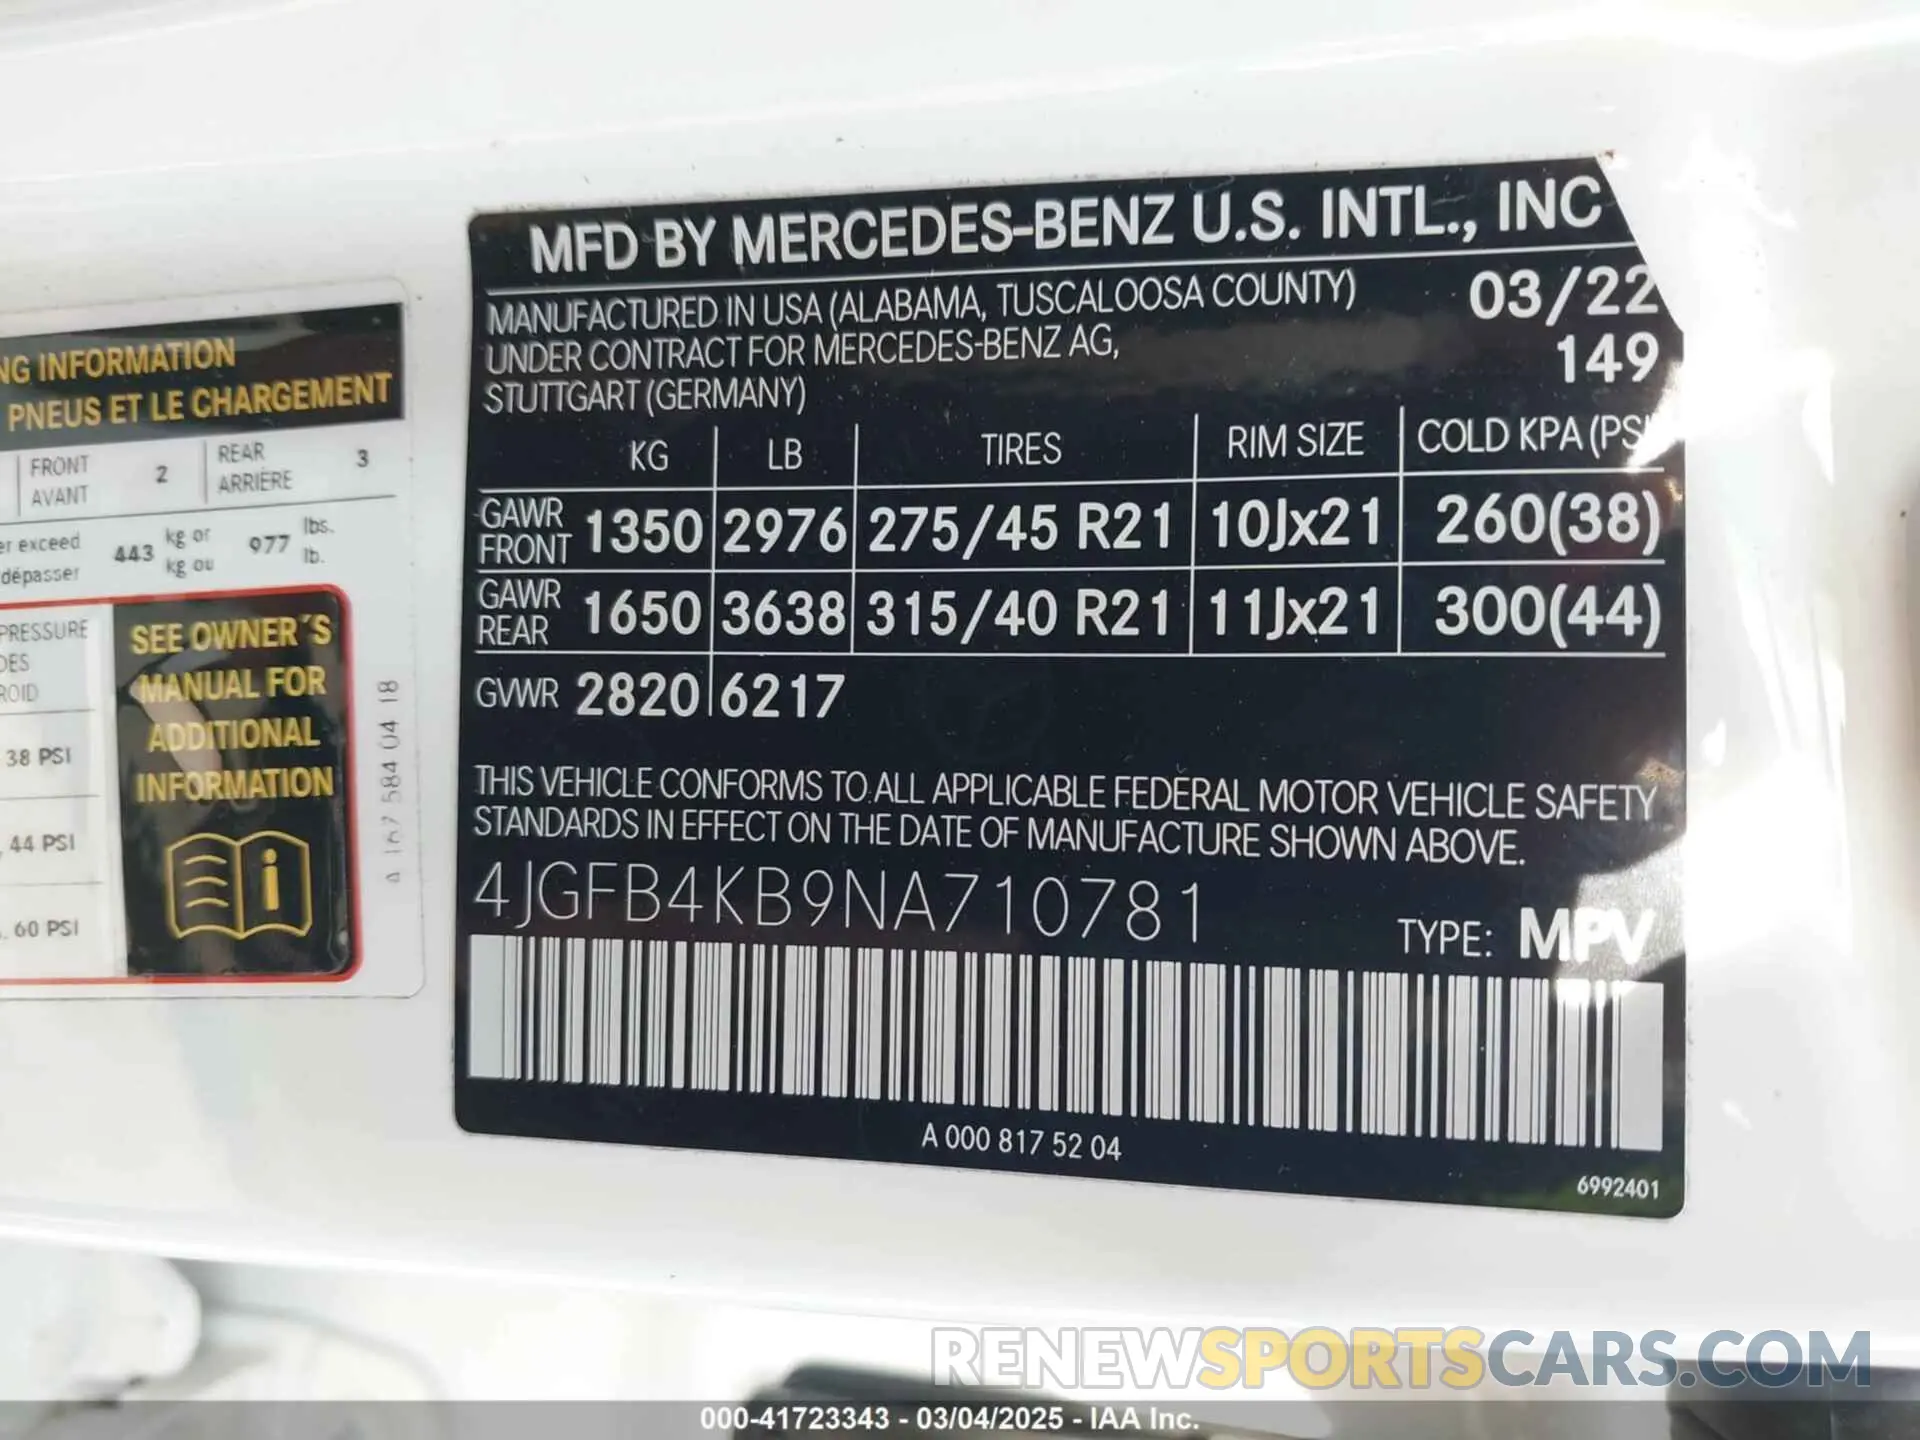 NG INFORMATION
PNEUS ET LE CHARGEMENT
FRONT 2 REAR 3
AVANT ARRIÈRE
er exceed 443 kg or 977 lbs.
dépasser kg ou lb.
PRESSURE
DES
ROID
38 PSI
44 PSI
60 PSI
SEE OWNER´S
MANUAL FOR
ADDITIONAL
INFORMATION
A 167 584 04 18
MFD BY MERCEDES-BENZ U.S. INTL., INC
MANUFACTURED IN USA (ALABAMA, TUSCALOOSA COUNTY) 03/22
UNDER CONTRACT FOR MERCEDES-BENZ AG, 149
STUTTGART (GERMANY)
KG LB TIRES RIM SIZE COLD KPA (PSI
GAWR FRONT 1350 2976 275/45 R21 10Jx21 260(38)
GAWR REAR 1650 3638 315/40 R21 11Jx21 300(44)
GVWR 2820 6217
THIS VEHICLE CONFORMS TO ALL APPLICABLE FEDERAL MOTOR VEHICLE SAFETY
STANDARDS IN EFFECT ON THE DATE OF MANUFACTURE SHOWN ABOVE.
4JGFB4KB9NA710781
TYPE: MPV
A 000 817 52 04
6992401
RENEWSPORTSCARS.COM
000-41723343 - 03/04/2025 - IAA Inc.